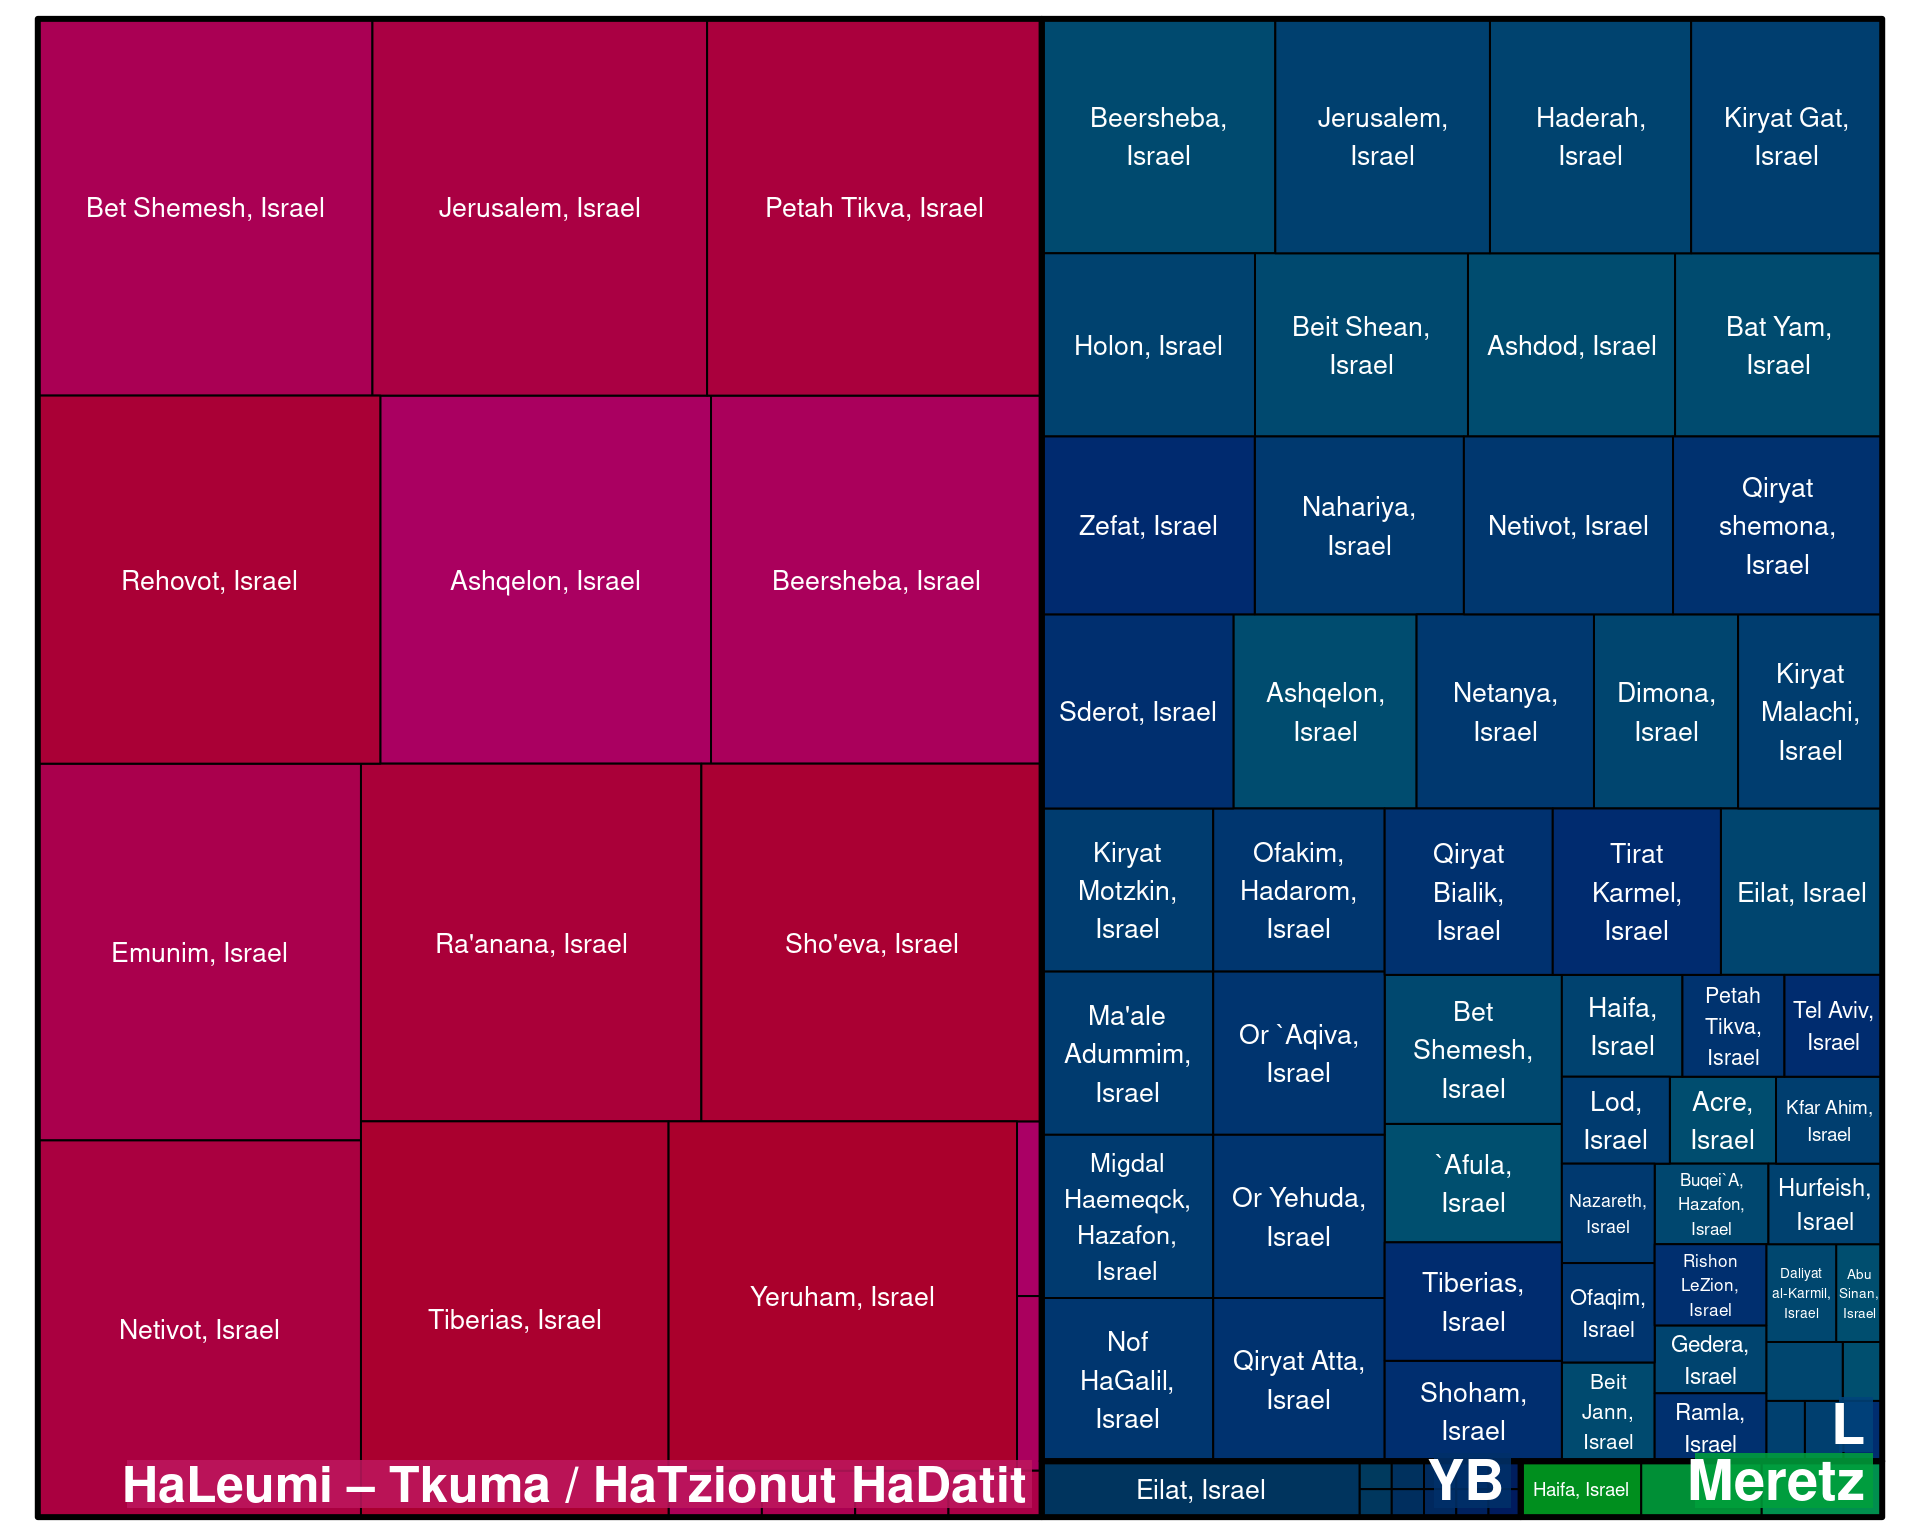 Bet Shemesh, Israel
Jerusalem, Israel
Petah Tikva, Israel
Rehovot, Israel
Ashqelon, Israel
Beersheba, Israel
Emunim, Israel
Ra'anana, Israel
Sho'eva, Israel
Netivot, Israel
Tiberias, Israel
Yeruham, Israel
HaLeumi – Tkuma / HaTzionut HaDatit
Beersheba,
Israel
Jerusalem,
Israel
Haderah,
Israel
Kiryat Gat,
Israel
Holon, Israel
Beit Shean,
Israel
Ashdod, Israel
Bat Yam,
Israel
Zefat, Israel
Nahariya,
Israel
Netivot, Israel
Qiryat
shemona,
Israel
Sderot, Israel
Ashqelon,
Israel
Netanya,
Israel
Dimona,
Israel
Kiryat
Malachi,
Israel
Kiryat
Motzkin,
Israel
Ofakim,
Hadarom,
Israel
Qiryat
Bialik,
Israel
Tirat
Karmel,
Israel
Eilat, Israel
Ma'ale
Adummim,
Israel
Or `Aqiva,
Israel
Bet
Shemesh,
Israel
Haifa,
Israel
Petah
Tikva,
Israel
Tel Aviv,
Israel
Lod,
Israel
Acre,
Israel
Kfar Ahim,
Israel
Migdal
Haemeqck,
Hazafon,
Israel
Or Yehuda,
Israel
`Afula,
Israel
Nazareth,
Israel
Buqei`A,
Hazafon,
Israel
Hurfeish,
Israel
Tiberias,
Israel
Ofaqim,
Israel
Rishon
LeZion,
Israel
Daliyat
al-Karmil,
Israel
Abu
Sinan,
Israel
Nof
HaGalil,
Israel
Qiryat Atta,
Israel
Shoham,
Israel
Beit
Jann,
Israel
Gedera,
Israel
Ramla,
Israel
L
Eilat, Israel
YB
Haifa, Israel
Meretz